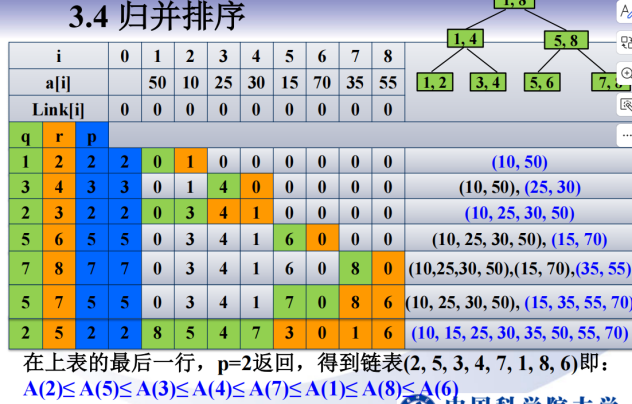 3.4 归并排序
1, 8
1, 4 5, 8
1, 2 3, 4 5, 6 7, 8
i 0 1 2 3 4 5 6 7 8
a[i] 50 10 25 30 15 70 35 55
Link[i] 0 0 0 0 0 0 0 0 0
q r p
1 2 2 2 0 1 0 0 0 0 0 0 (10, 50)
3 4 3 3 0 1 4 0 0 0 0 0 (10, 50), (25, 30)
2 3 2 2 0 3 4 1 0 0 0 0 (10, 25, 30, 50)
5 6 5 5 0 3 4 1 6 0 0 0 (10, 25, 30, 50), (15, 70)
7 8 7 7 0 3 4 1 6 0 8 0 (10,25,30, 50),(15, 70),(35, 55)
5 7 5 5 0 3 4 1 7 0 8 6 (10, 25, 30, 50), (15, 35, 55, 70)
2 5 2 2 8 5 4 7 3 0 1 6 (10, 15, 25, 30, 35, 50, 55, 70)
在上表的最后一行，p=2返回，得到链表(2, 5, 3, 4, 7, 1, 8, 6)即：
A(2)≤ A(5)≤ A(3)≤ A(4)≤ A(7)≤ A(1)≤ A(8)≤ A(6)
中国科学院大学